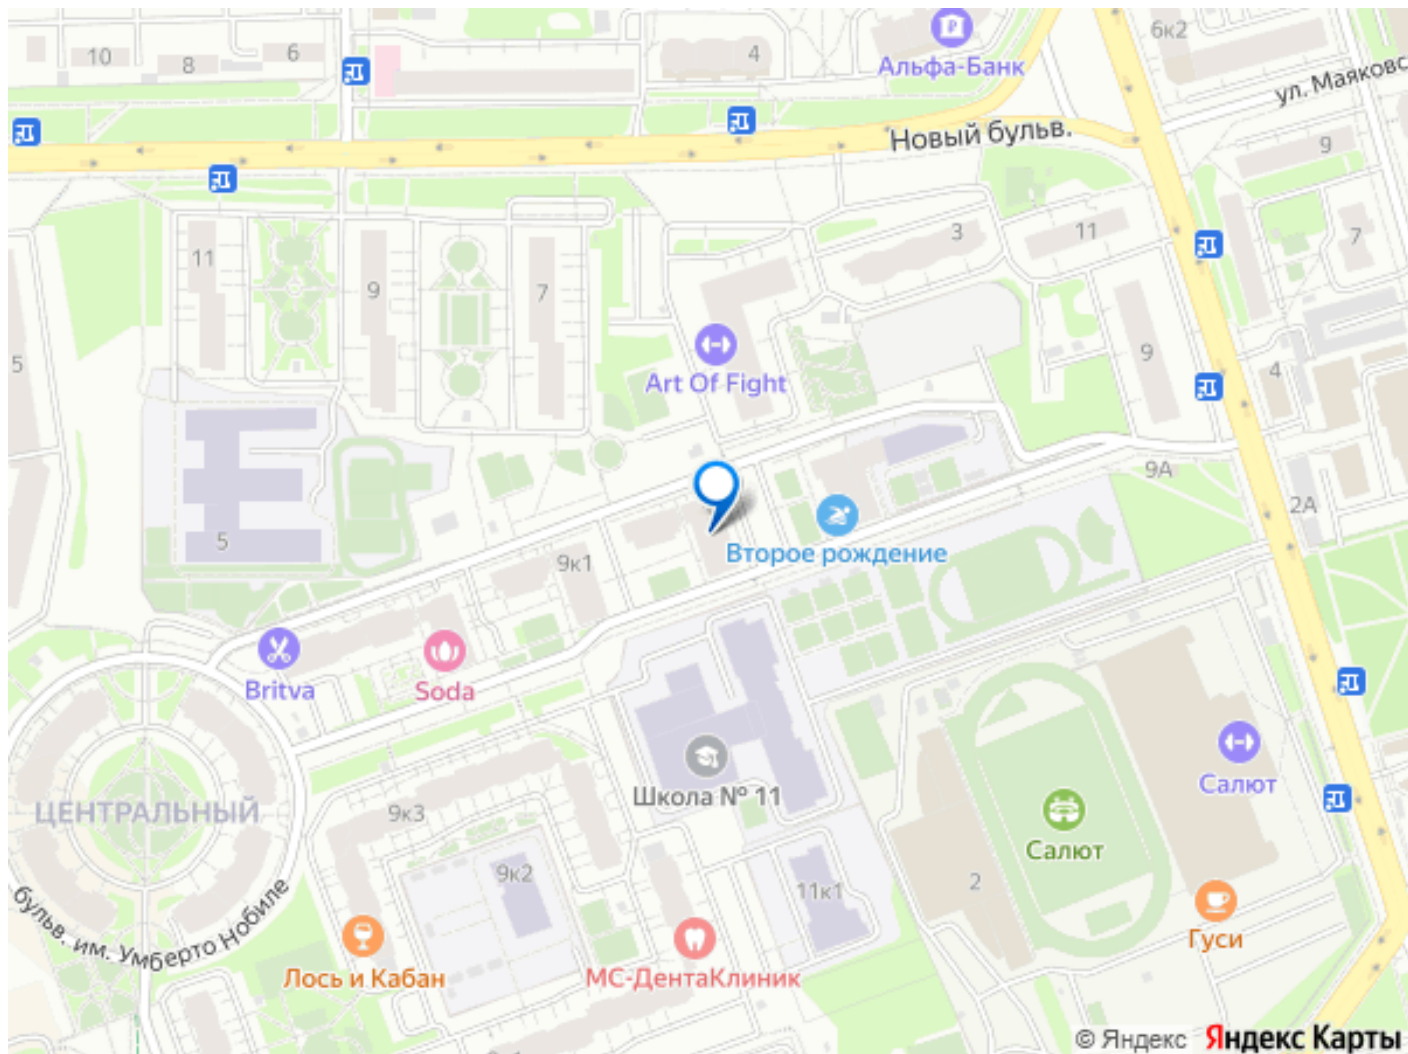 6к2
10
8
6
4
Альфа-Банк
ул. Маяковс
Новый бульв.
9
11
9
7
3
11
7
5
9
4
Art Of Fight
9А
2А
5
9к1
Второе рождение
Britva
Soda
Школа № 11
ЦЕНТРАЛЬНЫЙ
9к3
Салют
Салют
9к2
11к1
2
бульв. им. Умберто Нобиле
Гуси
Лось и Кабан
МС-ДентаКлиник
© Яндекс Яндекс Карты